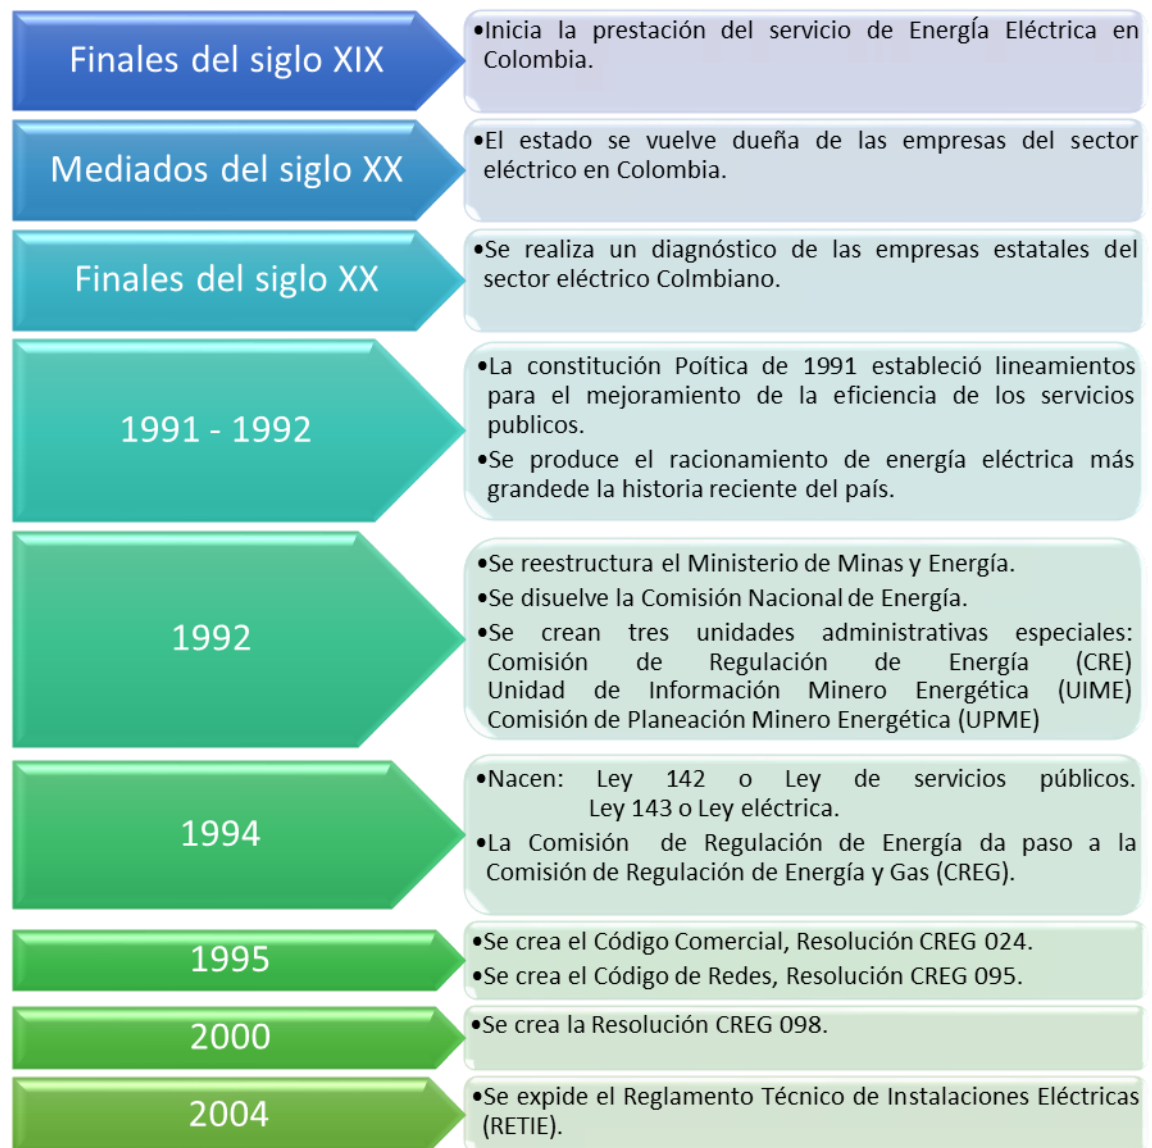 Finales del siglo XIX
•Inicia la prestación del servicio de EnergÍa Eléctrica en
Colombia.
Mediados del siglo XX
•El estado se vuelve dueña de las empresas del sector
eléctrico en Colombia.
Finales del siglo XX
•Se realiza un diagnóstico de las empresas estatales del
sector eléctrico Colmbiano.
1991 - 1992
•La constitución Poítica de 1991 estableció lineamientos
para el mejoramiento de la eficiencia de los servicios
publicos.
•Se produce el racionamiento de energía eléctrica más
grandede la historia reciente del país.
1992
•Se reestructura el Ministerio de Minas y Energía.
•Se disuelve la Comisión Nacional de Energía.
•Se crean tres unidades administrativas especiales:
Comisión de Regulación de Energía (CRE)
Unidad de Información Minero Energética (UIME)
Comisión de Planeación Minero Energética (UPME)
1994
•Nacen: Ley 142 o Ley de servicios públicos.
Ley 143 o Ley eléctrica.
•La Comisión de Regulación de Energía da paso a la
Comisión de Regulación de Energía y Gas (CREG).
1995
•Se crea el Código Comercial, Resolución CREG 024.
•Se crea el Código de Redes, Resolución CREG 095.
2000
•Se crea la Resolución CREG 098.
2004
•Se expide el Reglamento Técnico de Instalaciones Eléctricas
(RETIE).